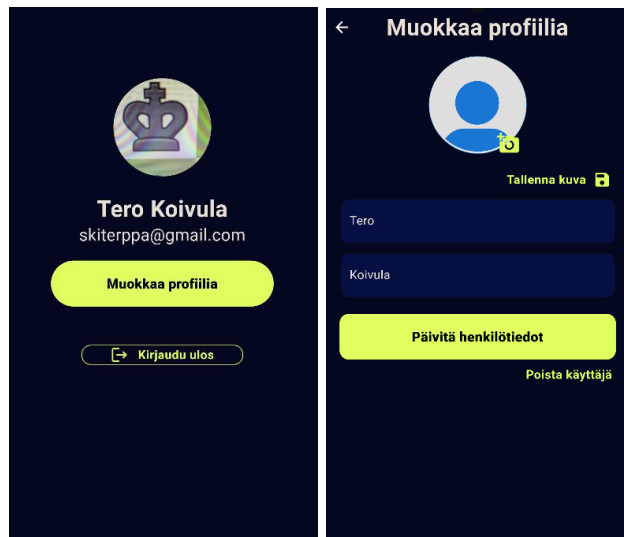 Tero Koivula
skiterppa@gmail.com
Muokkaa profiilia
Kirjaudu ulos
Muokkaa profiilia
Tallenna kuva
Tero
Koivula
Päivitä henkilötiedot
Poista käyttäjä